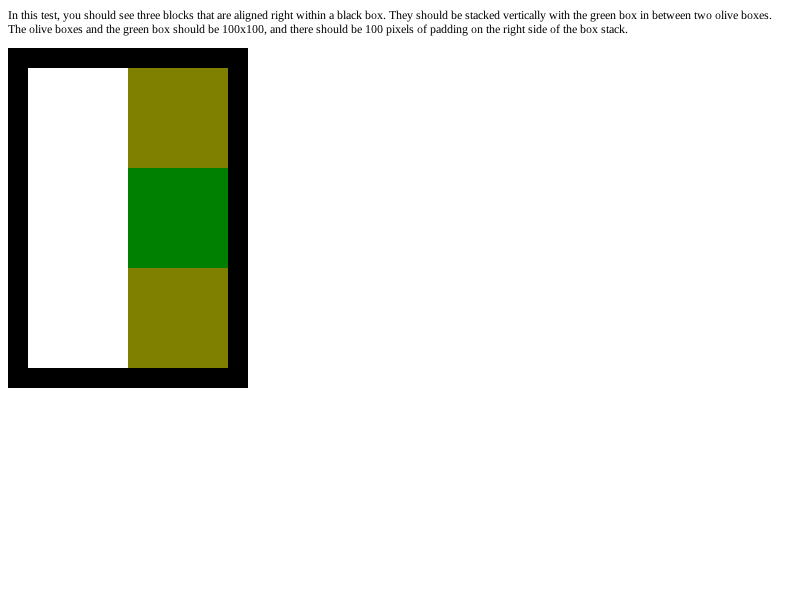 In this test, you should see three blocks that are aligned right within a black box. They should be stacked vertically with the green box in between two olive boxes.
The olive boxes and the green box should be 100x100, and there should be 100 pixels of padding on the right side of the box stack.